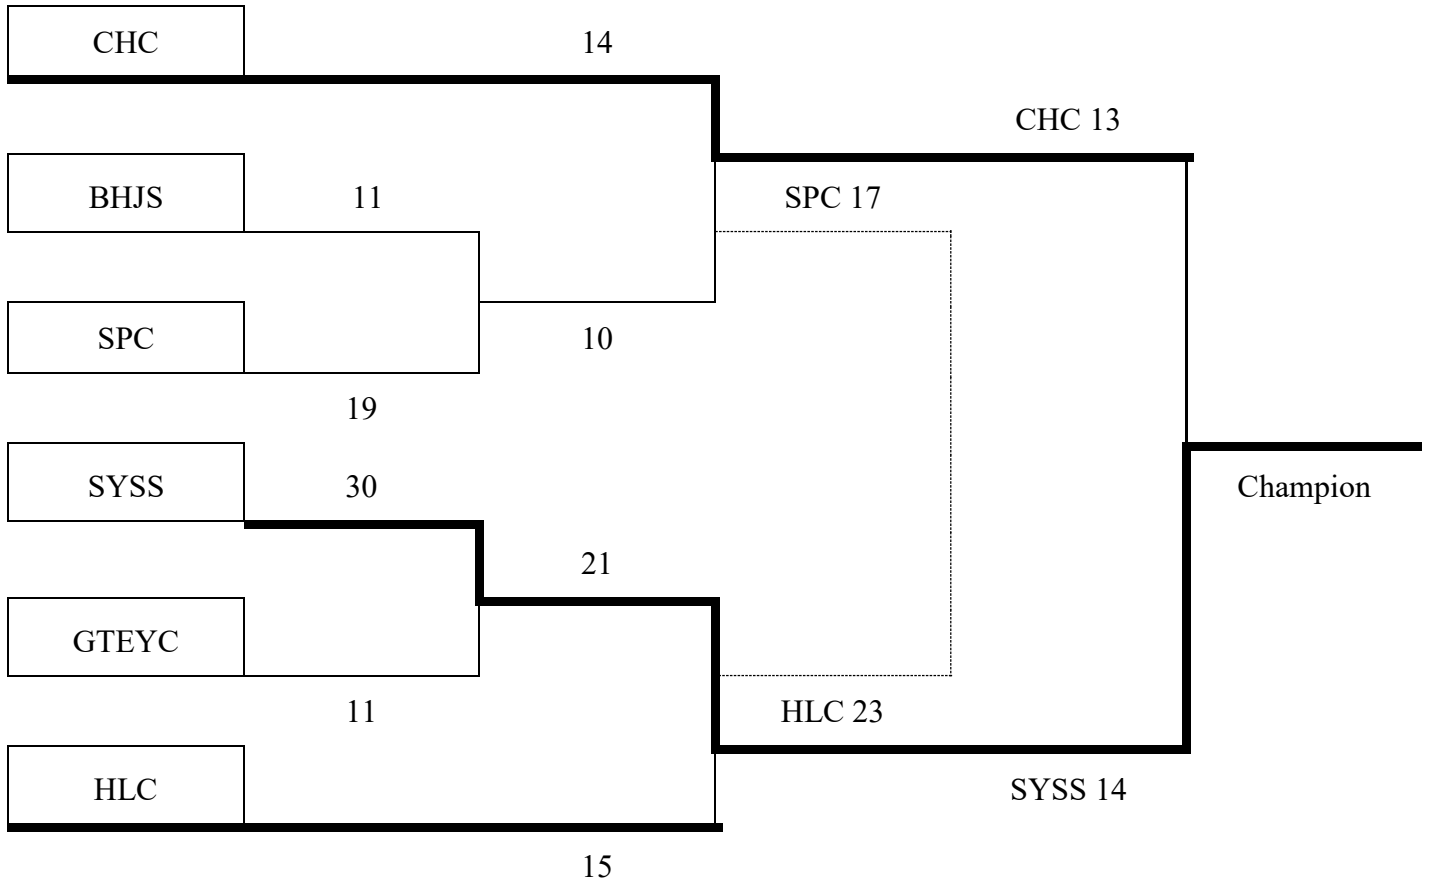 CHC
14
CHC 13
BHJS
11
SPC 17
SPC
10
19
SYSS
30
Champion
21
GTEYC
11
HLC 23
HLC
SYSS 14
15